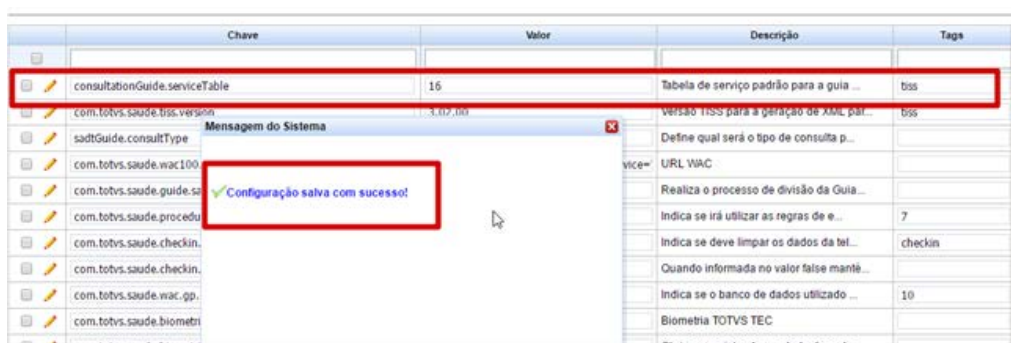 Chave Valor Descrição Tags
consultationGuide.serviceTable 16 Tabela de serviço padrão para a guia ... tiss
com.totvs.saude.tiss.version 3.02.00 Versão TISS para a geração de XML par... tiss
Mensagem do Sistema
sadtGuide.consultType Define qual será o tipo de consulta p...
com.totvs.saude.wac100. vice= URL WAC
com.totvs.saude.guide.sa Configuração salva com sucesso! Realiza o processo de divisão da Guia...
com.totvs.saude.procedu Indica se irá utilizar as regras de e... 7
com.totvs.saude.checkin. Indica se deve limpar os dados da tel... checkin
com.totvs.saude.checkin. Quando informada no valor false manté...
com.totvs.saude.wac.gp. Indica se o banco de dados utilizado ... 10
com.totvs.saude.biometri Biometria TOTVS TEC